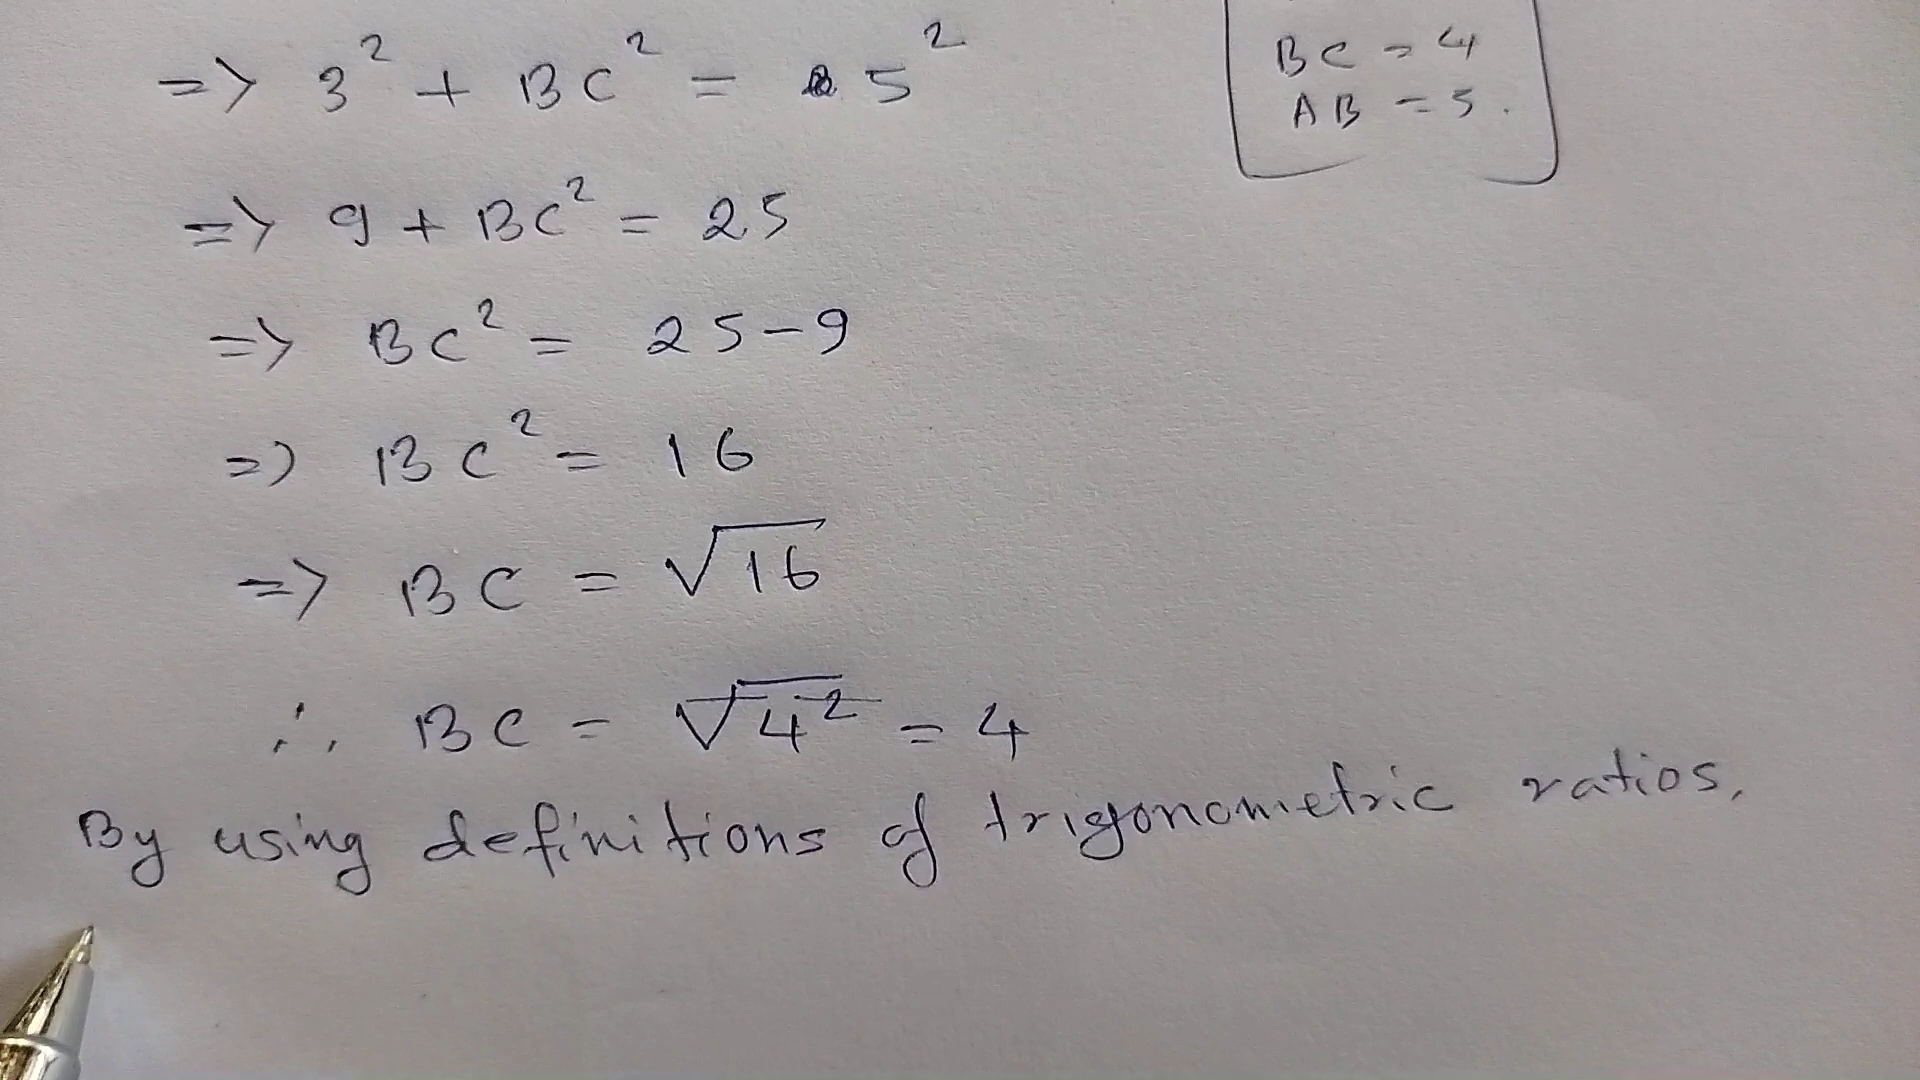 => 3² + BC² = 5²
BC = 4
AB = 5.
=> 9 + BC² = 25
=> BC² = 25 - 9
=> BC² = 16
=> BC = √16
∴ BC = √4² = 4
By using definitions of trigonometric ratios,